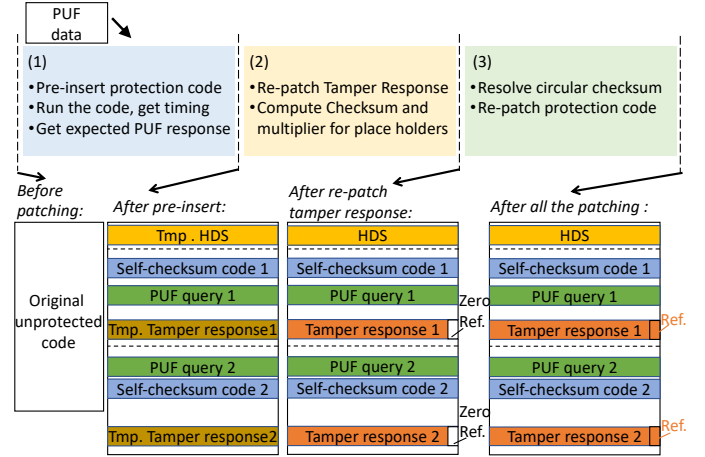 PUF
data
(1)
•Pre-insert protection code
•Run the code, get timing
•Get expected PUF response
(2)
•Re-patch Tamper Response
•Compute Checksum and
multiplier for place holders
(3)
•Resolve circular checksum
•Re-patch protection code
Before
patching:
After pre-insert:
After re-patch
tamper response:
After all the patching :
Original
unprotected
code
Tmp . HDS
Self-checksum code 1
PUF query 1
Tmp. Tamper response1
PUF query 2
Self-checksum code 2
Tmp. Tamper response2
HDS
Self-checksum code 1
PUF query 1
Zero
Ref.
Tamper response 1
PUF query 2
Self-checksum code 2
Zero
Ref.
Tamper response 2
HDS
Self-checksum code 1
PUF query 1
Tamper response 1
Ref.
PUF query 2
Self-checksum code 2
Tamper response 2
Ref.